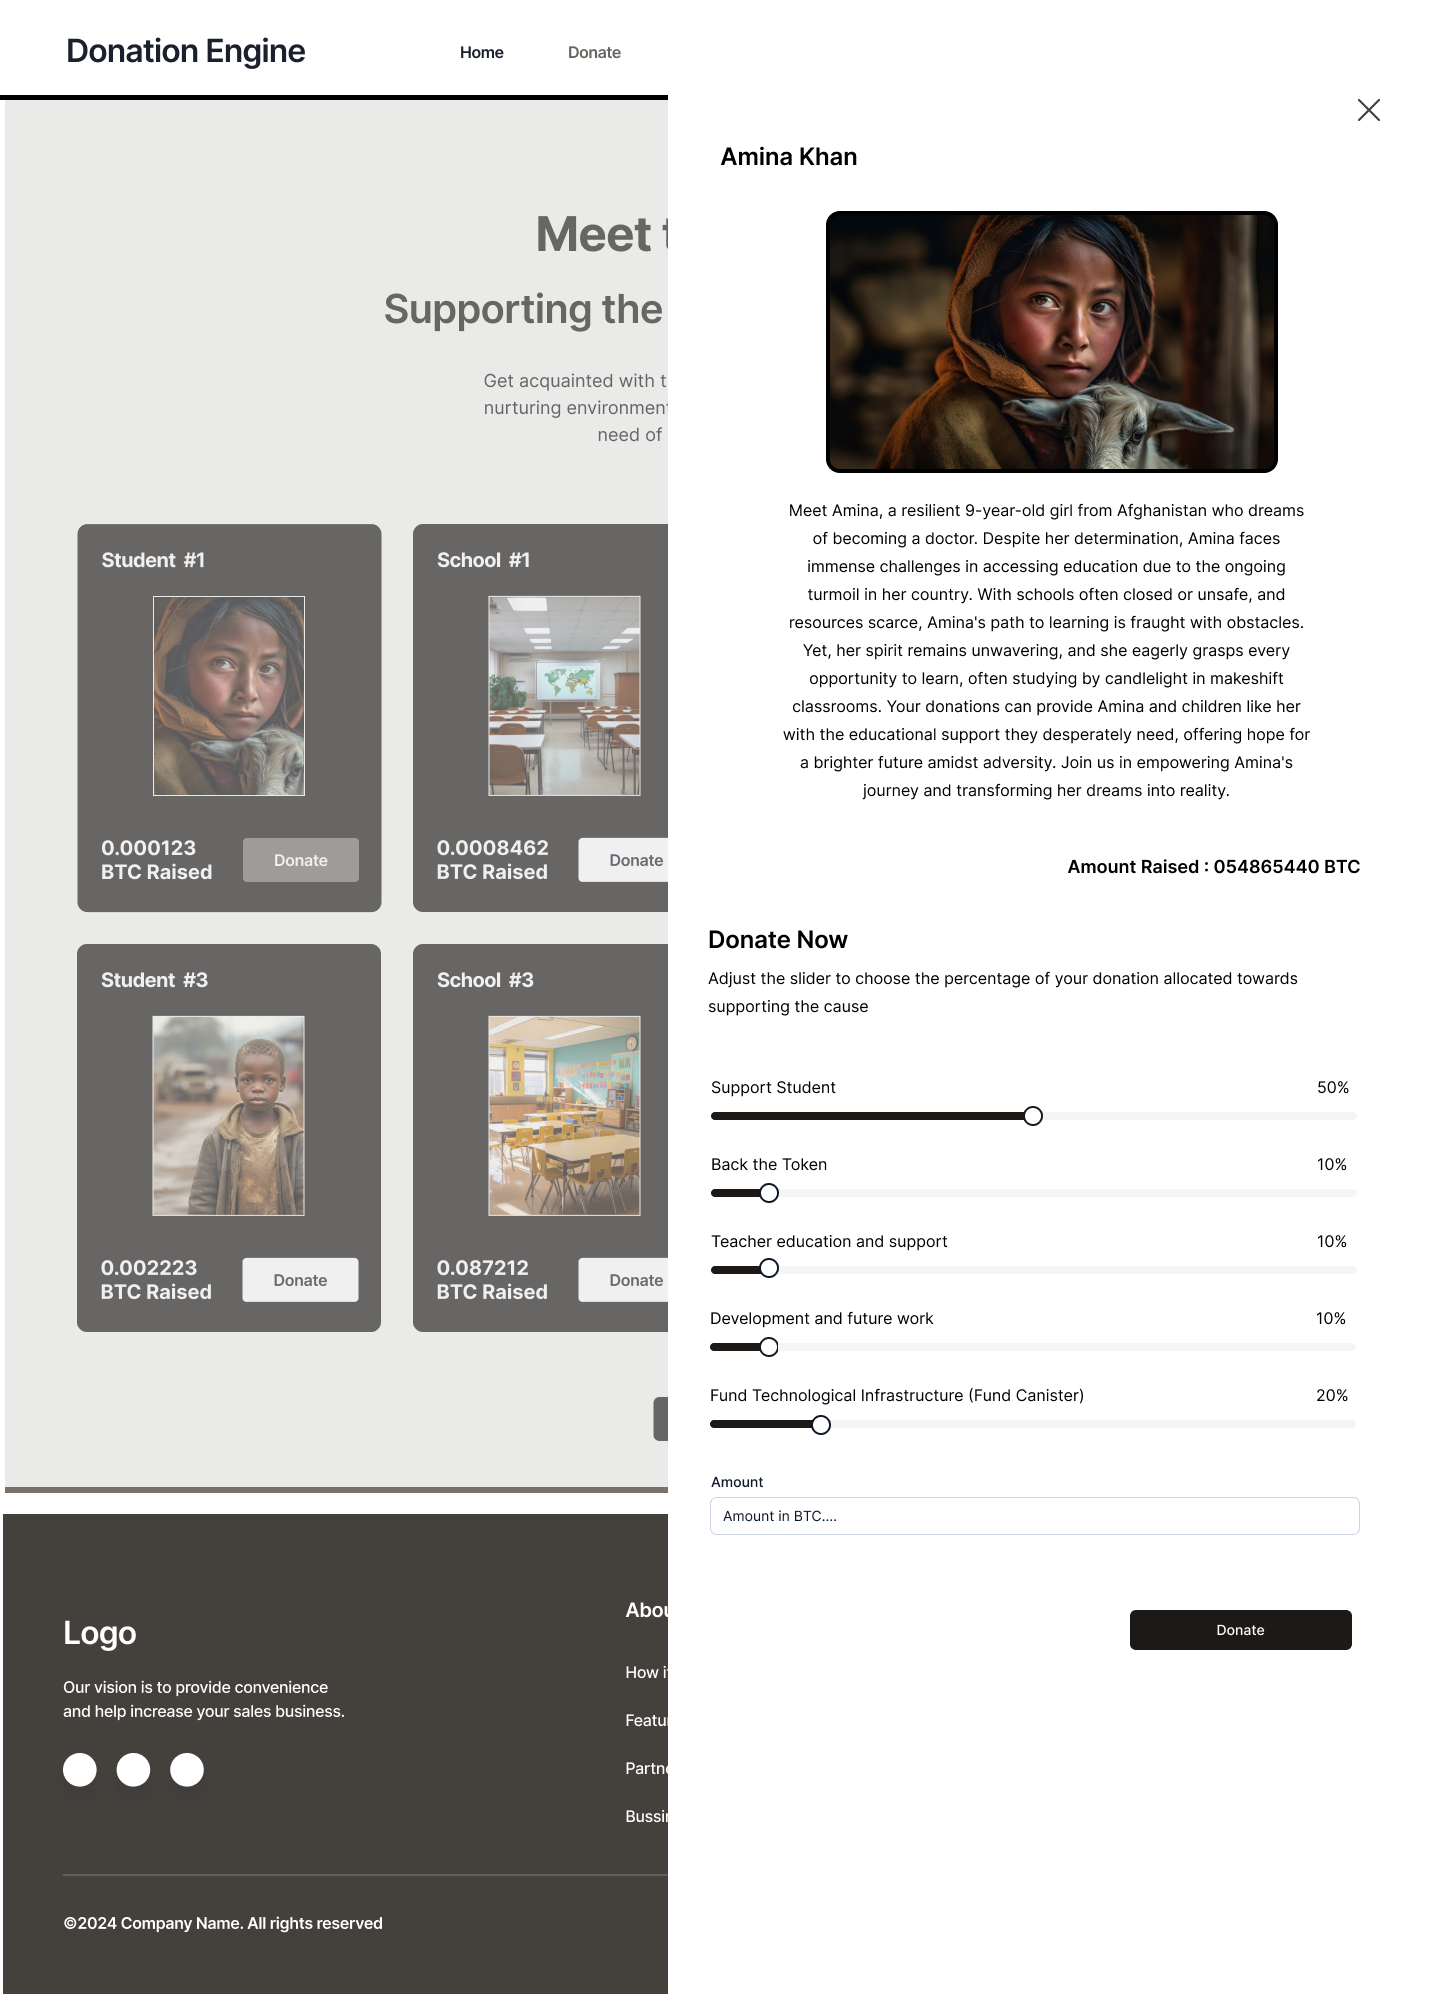 Donation Engine
Home
Donate
Meet
Supporting the
Get acquainted with
nurturing environment
need of
Student #1
0.000123
BTC Raised
Donate
School #1
0.0008462
BTC Raised
Donate
Student #3
0.002223
BTC Raised
Donate
School #3
0.087212
BTC Raised
Donate
Logo
Our vision is to provide convenience
and help increase your sales business.
Abou
How i
Featur
Partne
Bussin
©2024 Company Name. All rights reserved
Amina Khan
Meet Amina, a resilient 9-year-old girl from Afghanistan who dreams
of becoming a doctor. Despite her determination, Amina faces
immense challenges in accessing education due to the ongoing
turmoil in her country. With schools often closed or unsafe, and
resources scarce, Amina's path to learning is fraught with obstacles.
Yet, her spirit remains unwavering, and she eagerly grasps every
opportunity to learn, often studying by candlelight in makeshift
classrooms. Your donations can provide Amina and children like her
with the educational support they desperately need, offering hope for
a brighter future amidst adversity. Join us in empowering Amina's
journey and transforming her dreams into reality.
Amount Raised : 054865440 BTC
Donate Now
Adjust the slider to choose the percentage of your donation allocated towards
supporting the cause
Support Student 50%
Back the Token 10%
Teacher education and support 10%
Development and future work 10%
Fund Technological Infrastructure (Fund Canister) 20%
Amount
Amount in BTC....
Donate